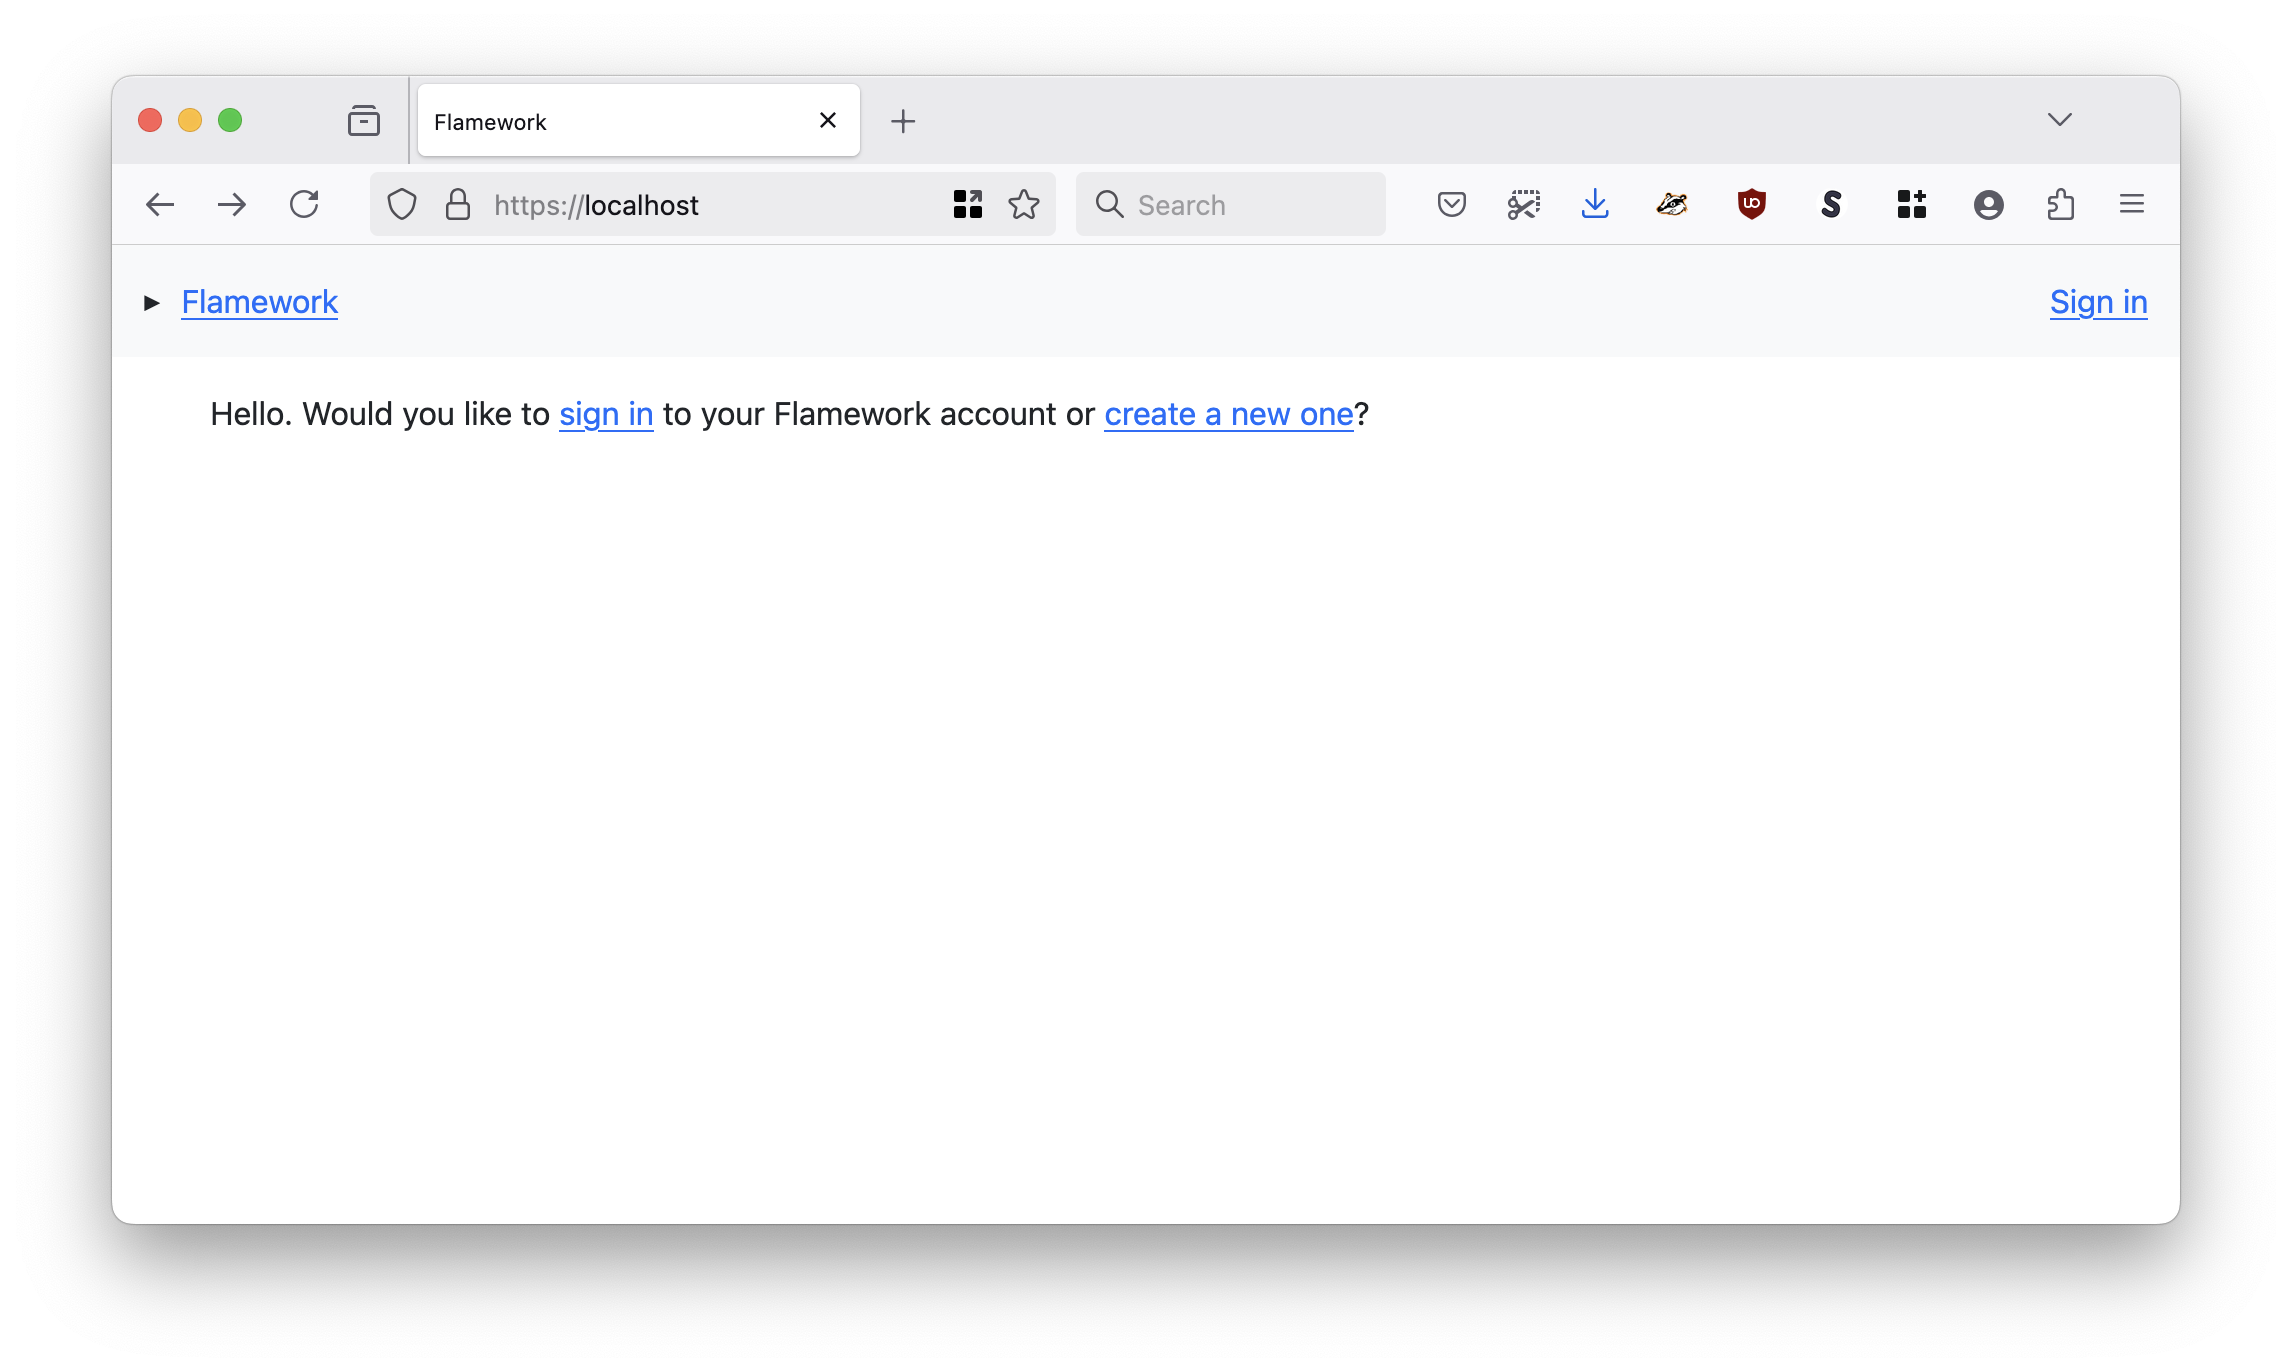 Flamework
https://localhost
Search
Flamework
Sign in
Hello. Would you like to sign in to your Flamework account or create a new one?